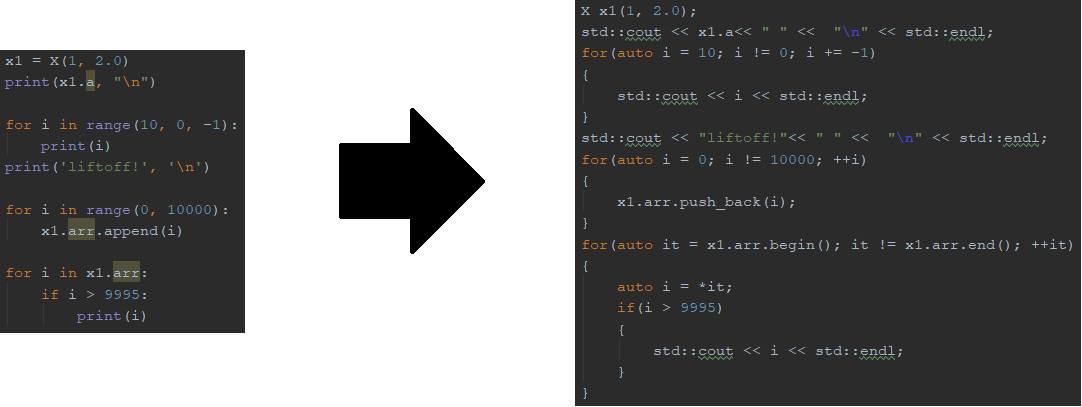 x1 = X(1, 2.0)
print(x1.a, "\n")

for i in range(10, 0, -1):
    print(i)
print('liftoff!', '\n')

for i in range(0, 10000):
    x1.arr.append(i)

for i in x1.arr:
    if i > 9995:
        print(i)

X x1(1, 2.0);
std::cout << x1.a<< " " <<  "\n" << std::endl;
for(auto i = 10; i != 0; i += -1)
{
    std::cout << i << std::endl;
}
std::cout << "liftoff!"<< " " <<  "\n" << std::endl;
for(auto i = 0; i != 10000; ++i)
{
    x1.arr.push_back(i);
}
for(auto it = x1.arr.begin(); it != x1.arr.end(); ++it)
{
    auto i = *it;
    if(i > 9995)
    {
        std::cout << i << std::endl;
    }
}